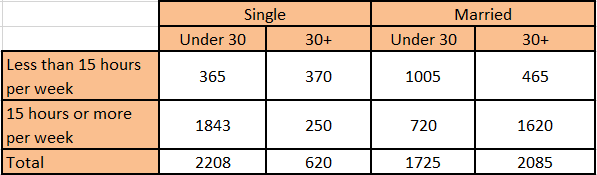 Single Married
Under 30 30+ Under 30 30+
Less than 15 hours
per week 365 370 1005 465
15 hours or more
per week 1843 250 720 1620
Total 2208 620 1725 2085